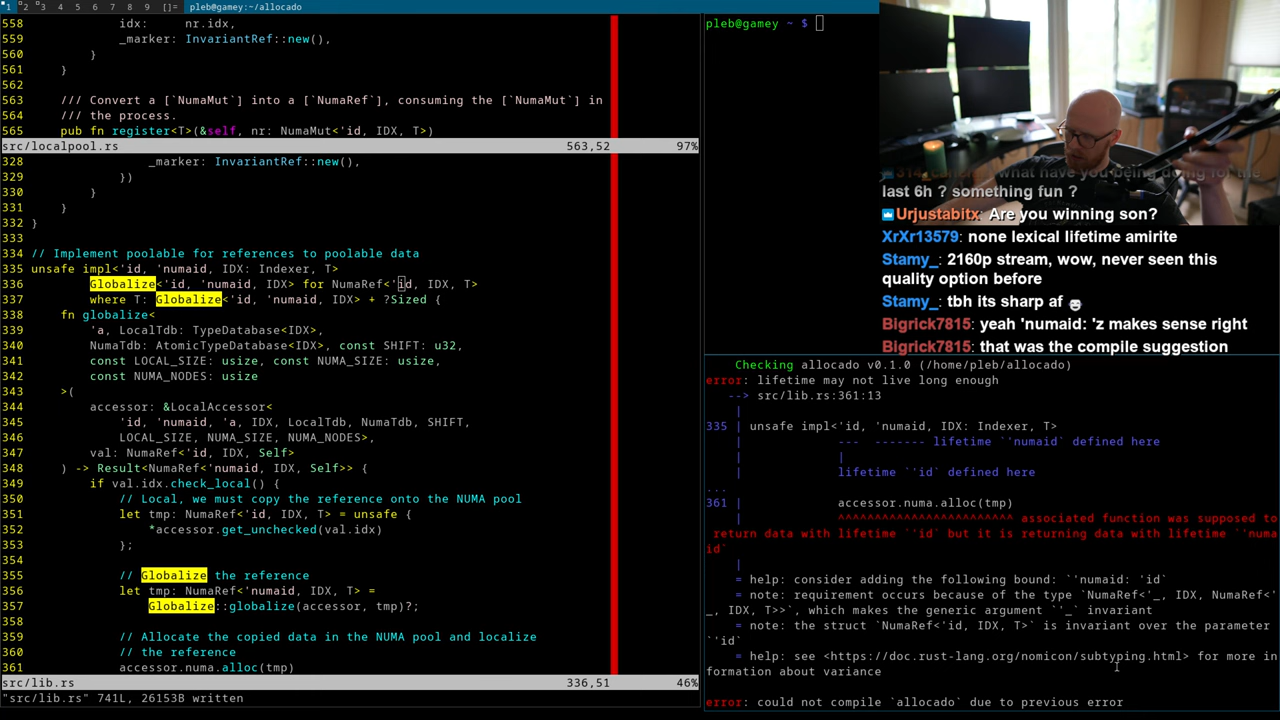 1 2 3 4 5 6 7 8 9 []= pleb@gamey:~/allocado
558 idx: nr.idx,
559 _marker: InvariantRef::new(),
560 }
561 }
562
563 /// Convert a [`NumaMut`] into a [`NumaRef`], consuming the [`NumaMut`] in
564 /// the process.
565 pub fn register<T>(&self, nr: NumaMut<'id, IDX, T>)
src/localpool.rs 563,52 97%
328 _marker: InvariantRef::new(),
329 })
330 }
331 }
332 }
333
334 // Implement poolable for references to poolable data
335 unsafe impl<'id, 'numaid, IDX: Indexer, T>
336 Globalize<'id, 'numaid, IDX> for NumaRef<'id, IDX, T>
337 where T: Globalize<'id, 'numaid, IDX> + ?Sized {
338 fn globalize<
339 'a, LocalTdb: TypeDatabase<IDX>,
340 NumaTdb: AtomicTypeDatabase<IDX>, const SHIFT: u32,
341 const LOCAL_SIZE: usize, const NUMA_SIZE: usize,
342 const NUMA_NODES: usize
343 >(
344 accessor: &LocalAccessor<
345 'id, 'numaid, 'a, IDX, LocalTdb, NumaTdb, SHIFT,
346 LOCAL_SIZE, NUMA_SIZE, NUMA_NODES>,
347 val: NumaRef<'id, IDX, Self>
348 ) -> Result<NumaRef<'numaid, IDX, Self>> {
349 if val.idx.check_local() {
350 // Local, we must copy the reference onto the NUMA pool
351 let tmp: NumaRef<'id, IDX, T> = unsafe {
352 *accessor.get_unchecked(val.idx)
353 };
354
355 // Globalize the reference
356 let tmp: NumaRef<'numaid, IDX, T> =
357 Globalize::globalize(accessor, tmp)?;
358
359 // Allocate the copied data in the NUMA pool and localize
360 // the reference
361 accessor.numa.alloc(tmp)
src/lib.rs 336,51 46%
"src/lib.rs" 741L, 26153B written
pleb@gamey ~ $
what have you being doing for the
last 6h ? something fun ?
Urjustabitx: Are you winning son?
XrXr13579: none lexical lifetime amirite
Stamy_: 2160p stream, wow, never seen this
quality option before
Stamy_: tbh its sharp af
Bigrick7815: yeah 'numaid: 'z makes sense right
Bigrick7815: that was the compile suggestion
Checking allocado v0.1.0 (/home/pleb/allocado)
error: lifetime may not live long enough
--> src/lib.rs:361:13
|
335 | unsafe impl<'id, 'numaid, IDX: Indexer, T>
| --- ------- lifetime `'numaid` defined here
| |
| lifetime `'id` defined here
...
361 | accessor.numa.alloc(tmp)
| ^^^^^^^^^^^^^^^^^^^^^^^^ associated function was supposed to
return data with lifetime `'id` but it is returning data with lifetime `'numa
id`
|
= help: consider adding the following bound: `'numaid: 'id`
= note: requirement occurs because of the type `NumaRef<'_, IDX, NumaRef<'
_, IDX, T>>`, which makes the generic argument `'_` invariant
= note: the struct `NumaRef<'id, IDX, T>` is invariant over the parameter
`'id`
= help: see <https://doc.rust-lang.org/nomicon/subtyping.html> for more in
formation about variance
error: could not compile `allocado` due to previous error